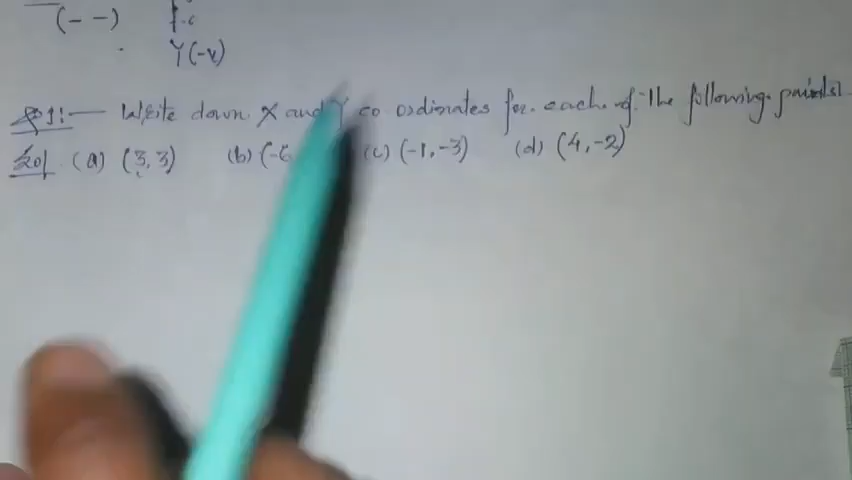 (- -)
Y(-v)
Q1:- Write down X and Y co ordinates for each of the following points.
Sol. (a) (3, 3) (b) (-6, (c) (-1, -3) (d) (4, -2)